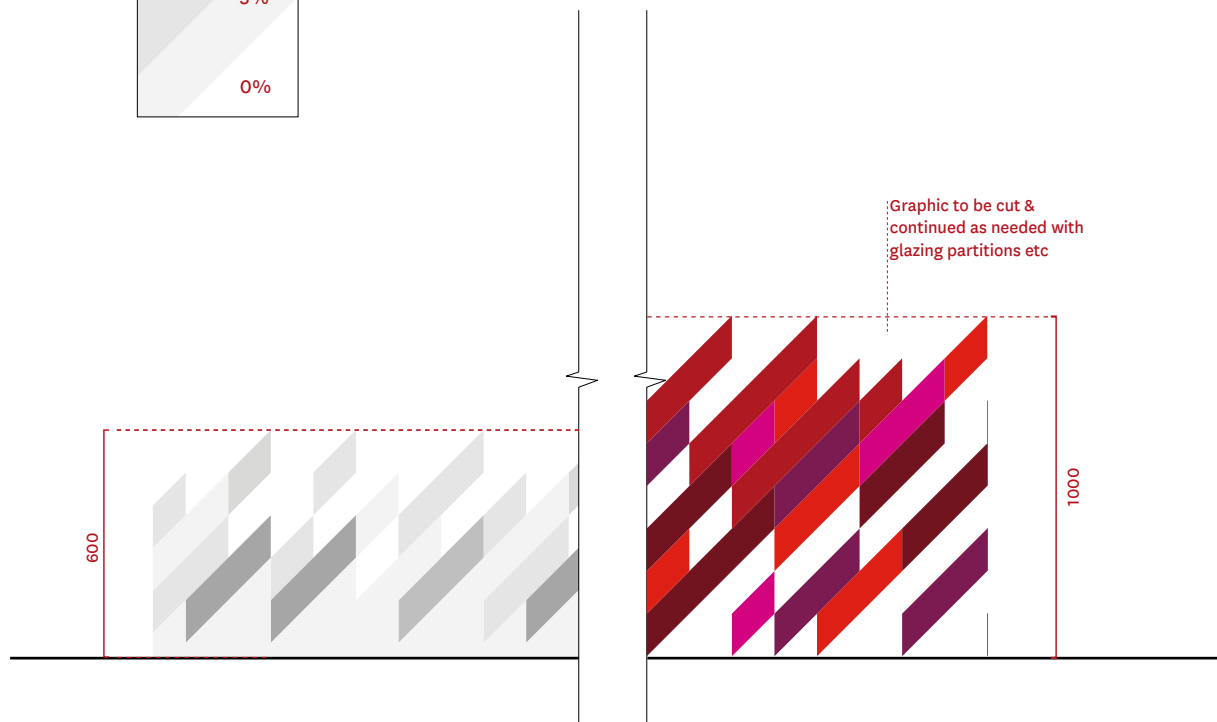 0%
Graphic to be cut &
continued as needed with
glazing partitions etc
600
1000